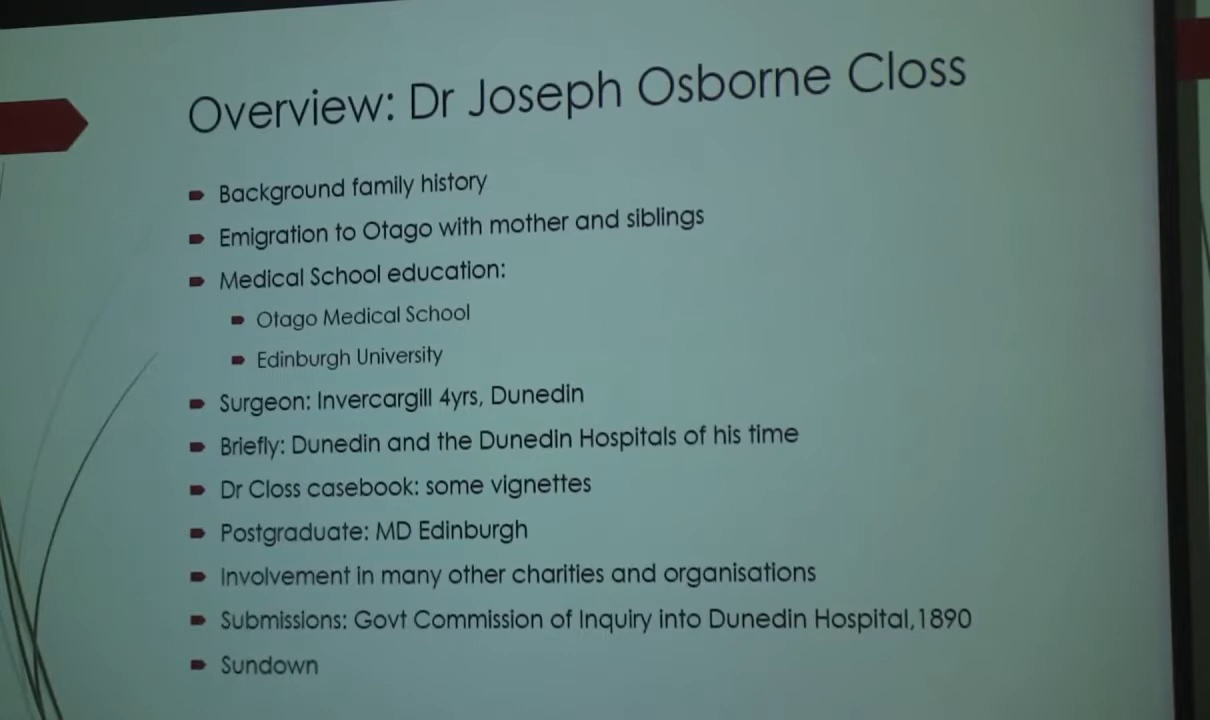 Overview: Dr Joseph Osborne Closs
Background family history
Emigration to Otago with mother and siblings
Medical School education:
Otago Medical School
Edinburgh University
Surgeon: Invercargill 4yrs, Dunedin
Briefly: Dunedin and the Dunedin Hospitals of his time
Dr Closs casebook: some vignettes
Postgraduate: MD Edinburgh
Involvement in many other charities and organisations
Submissions: Govt Commission of Inquiry into Dunedin Hospital,1890
Sundown